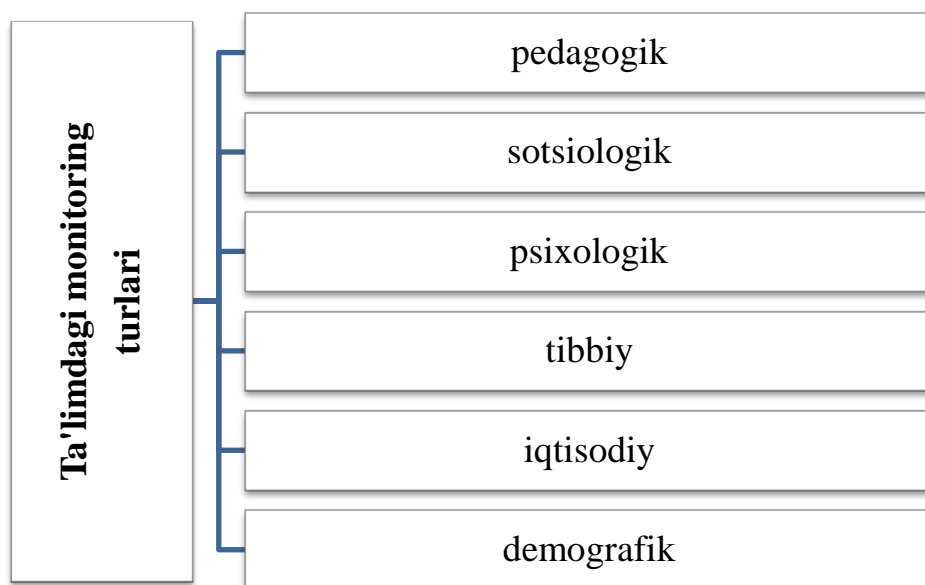 Ta'limdagi monitoring
turlari
pedagogik
sotsiologik
psixologik
tibbiy
iqtisodiy
demografik